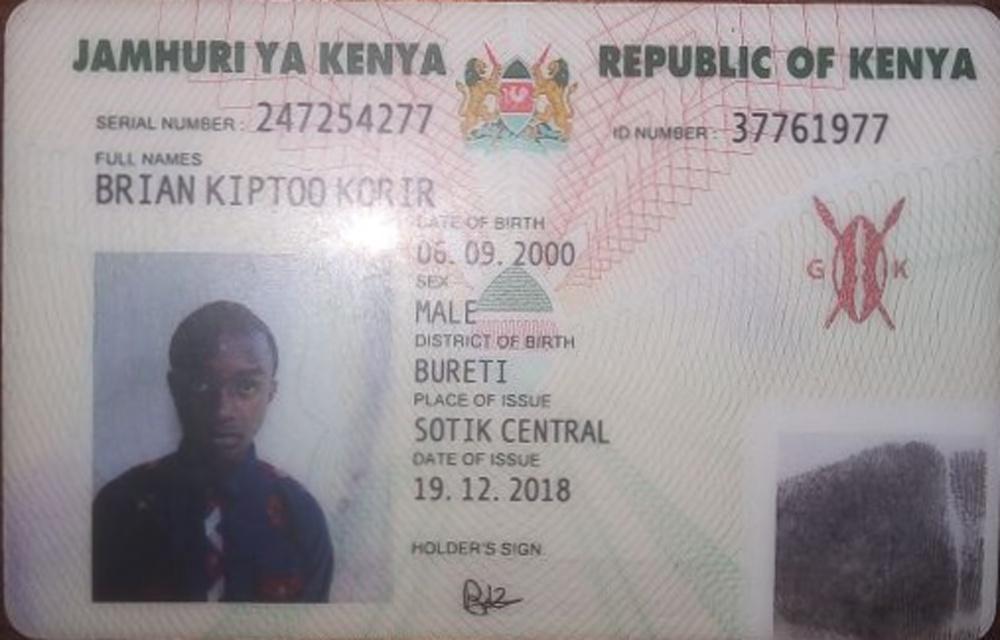 JAMHURI YA KENYA REPUBLIC OF KENYA
SERIAL NUMBER : 247254277 ID NUMBER : 37761977
FULL NAMES
BRIAN KIPTOO KORIR
DATE OF BIRTH
06. 09. 2000
SEX
MALE
G K
DISTRICT OF BIRTH
BURETI
PLACE OF ISSUE
SOTIK CENTRAL
DATE OF ISSUE
19. 12. 2018
HOLDER'S SIGN.